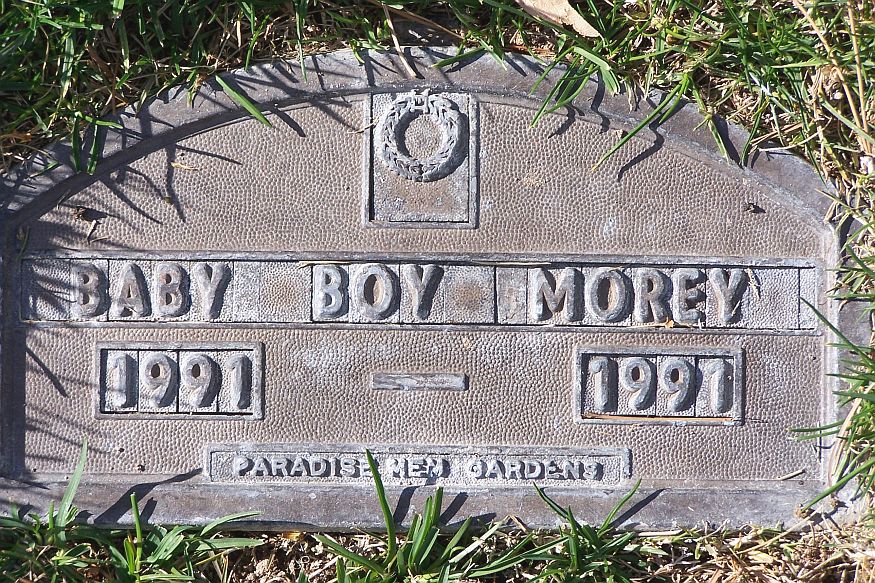 BABY BOY MOREY
1991 — 1991
PARADISE MEM GARDENS